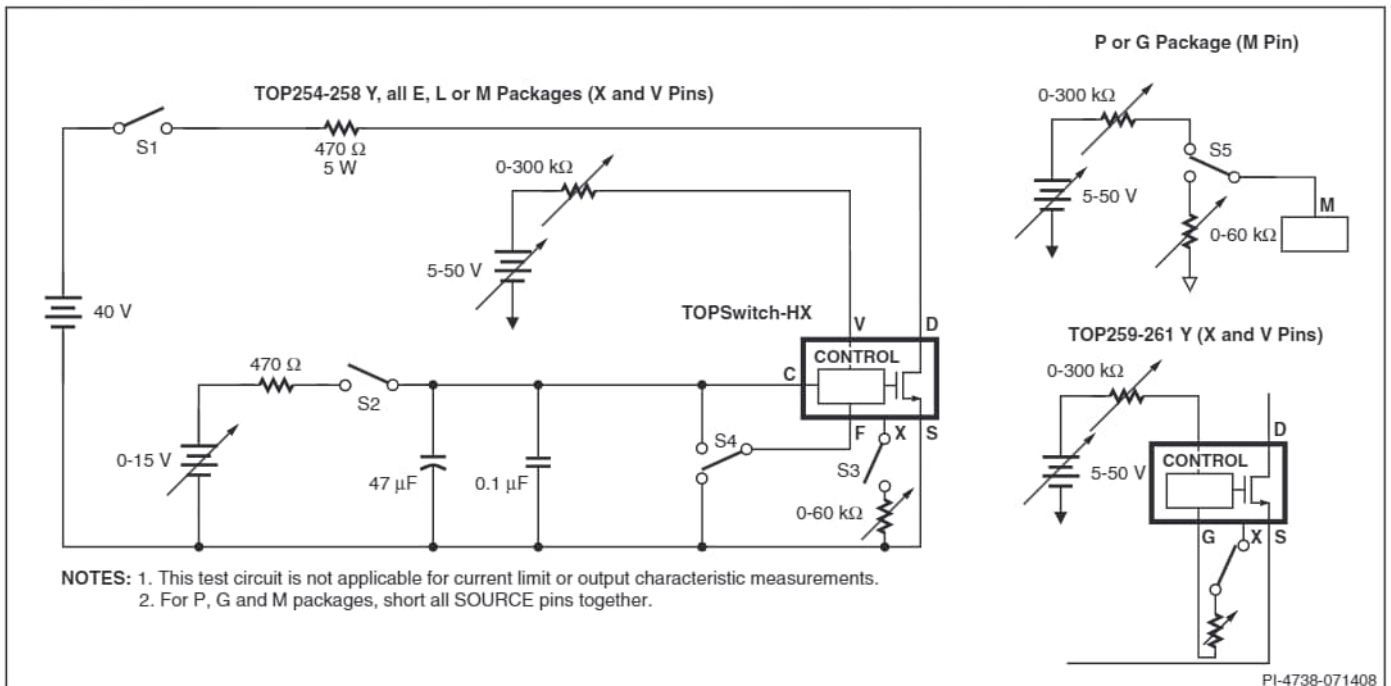 P or G Package (M Pin)
TOP254-258 Y, all E, L or M Packages (X and V Pins)
0-300 kΩ
S1
470 Ω
5 W
S5
0-300 kΩ
5-50 V
M
0-60 kΩ
5-50 V
40 V
TOPSwitch-HX
V
D
TOP259-261 Y (X and V Pins)
CONTROL
470 Ω
C
0-300 kΩ
S2
D
F
X
S
S4
CONTROL
0-15 V
S3
5-50 V
47 μF
0.1 μF
0-60 kΩ
G
X
S
NOTES: 1. This test circuit is not applicable for current limit or output characteristic measurements.
2. For P, G and M packages, short all SOURCE pins together.
PI-4738-071408